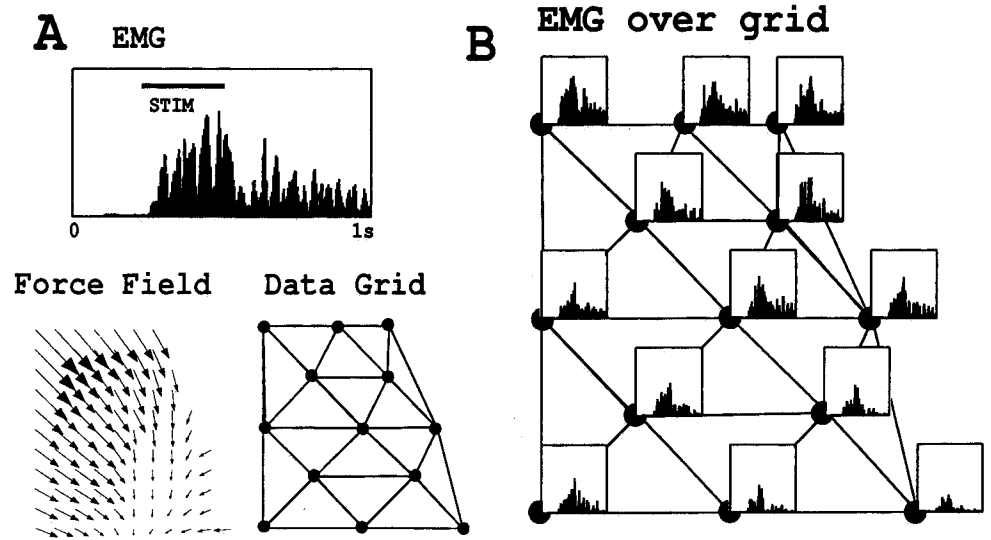 A
EMG
STIM
0
1s
Force Field
Data Grid
B
EMG over grid